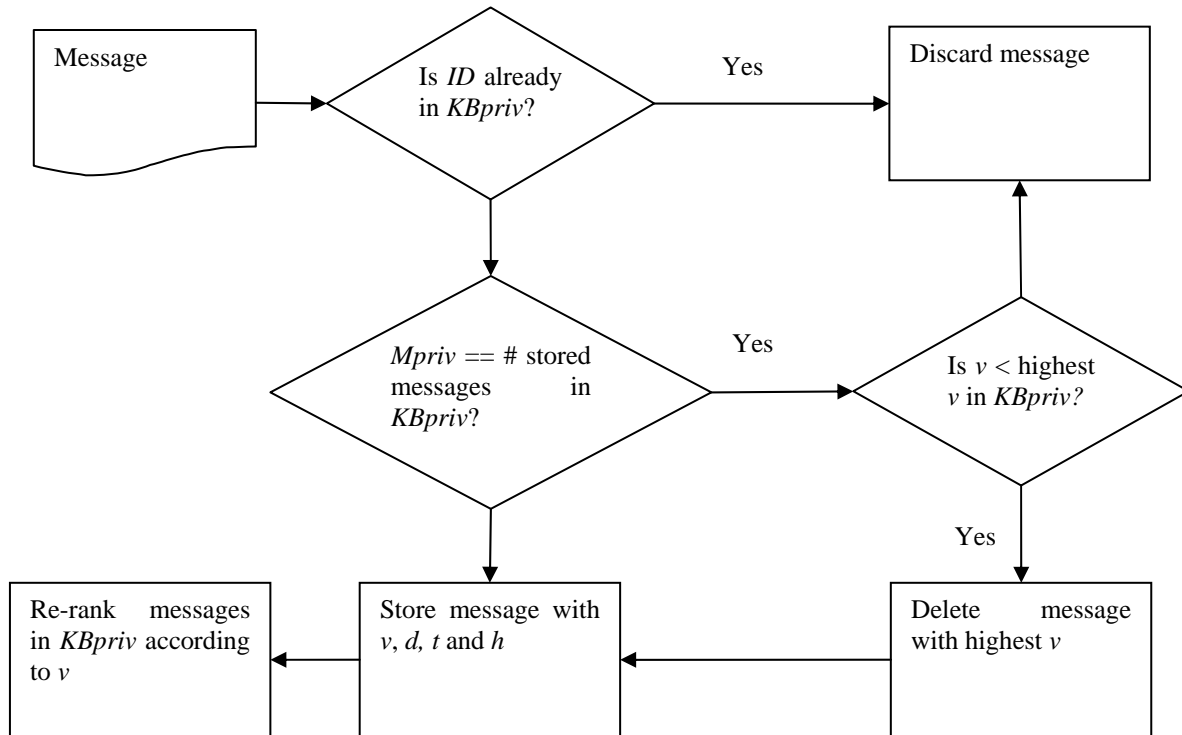 Message
Is ID already
in KBpriv?
Yes
Discard message
Mpriv == # stored
messages in
KBpriv?
Yes
Is v < highest
v in KBpriv?
Yes
Re-rank messages
in KBpriv according
to v
Store message with
v, d, t and h
Delete message
with highest v